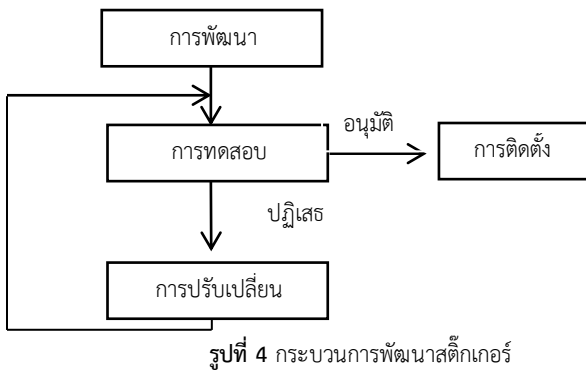 การพัฒนา
อนุมัติ
การทดสอบ
การติดตั้ง
ปฏิเสธ
การปรับเปลี่ยน
รูปที่ 4 กระบวนการพัฒนาสติ๊กเกอร์